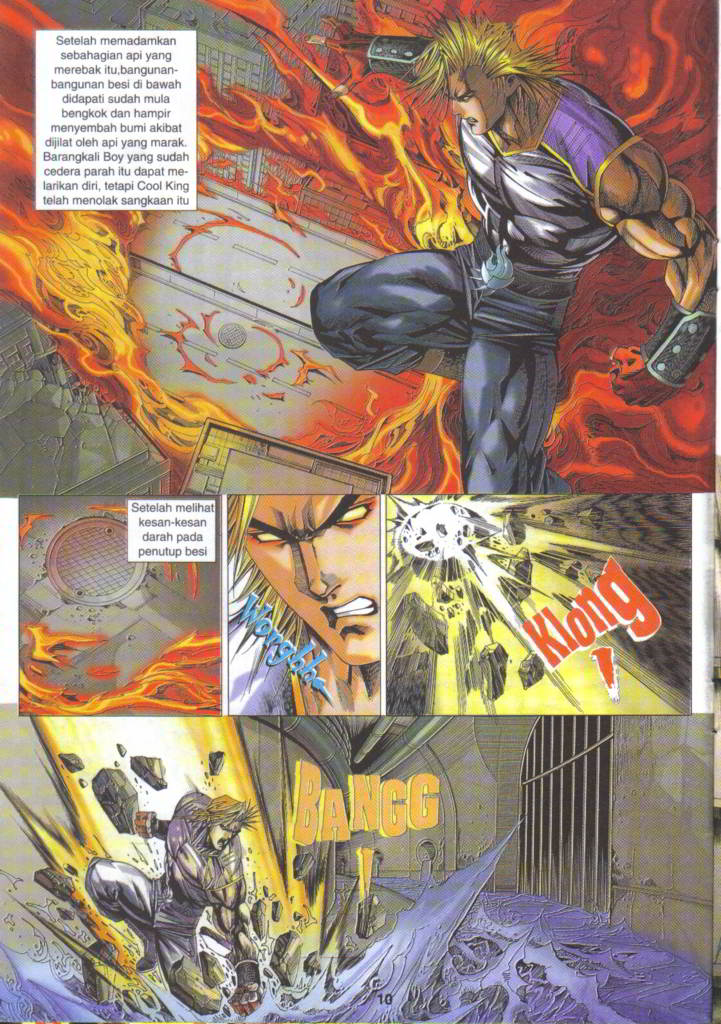 Setelah memadamkan
sebahagian api yang
merebak itu,bangunan-
bangunan besi di bawah
didapati sudah mula
bengkok dan hampir
menyembah bumi akibat
dijilat oleh api yang marak.
Barangkali Boy yang sudah
cedera parah itu dapat me-
larikan diri, tetapi Cool King
telah menolak sangkaan itu
Setelah melihat
kesan-kesan
darah pada
penutup besi
Klong
!
BANGG
!
10